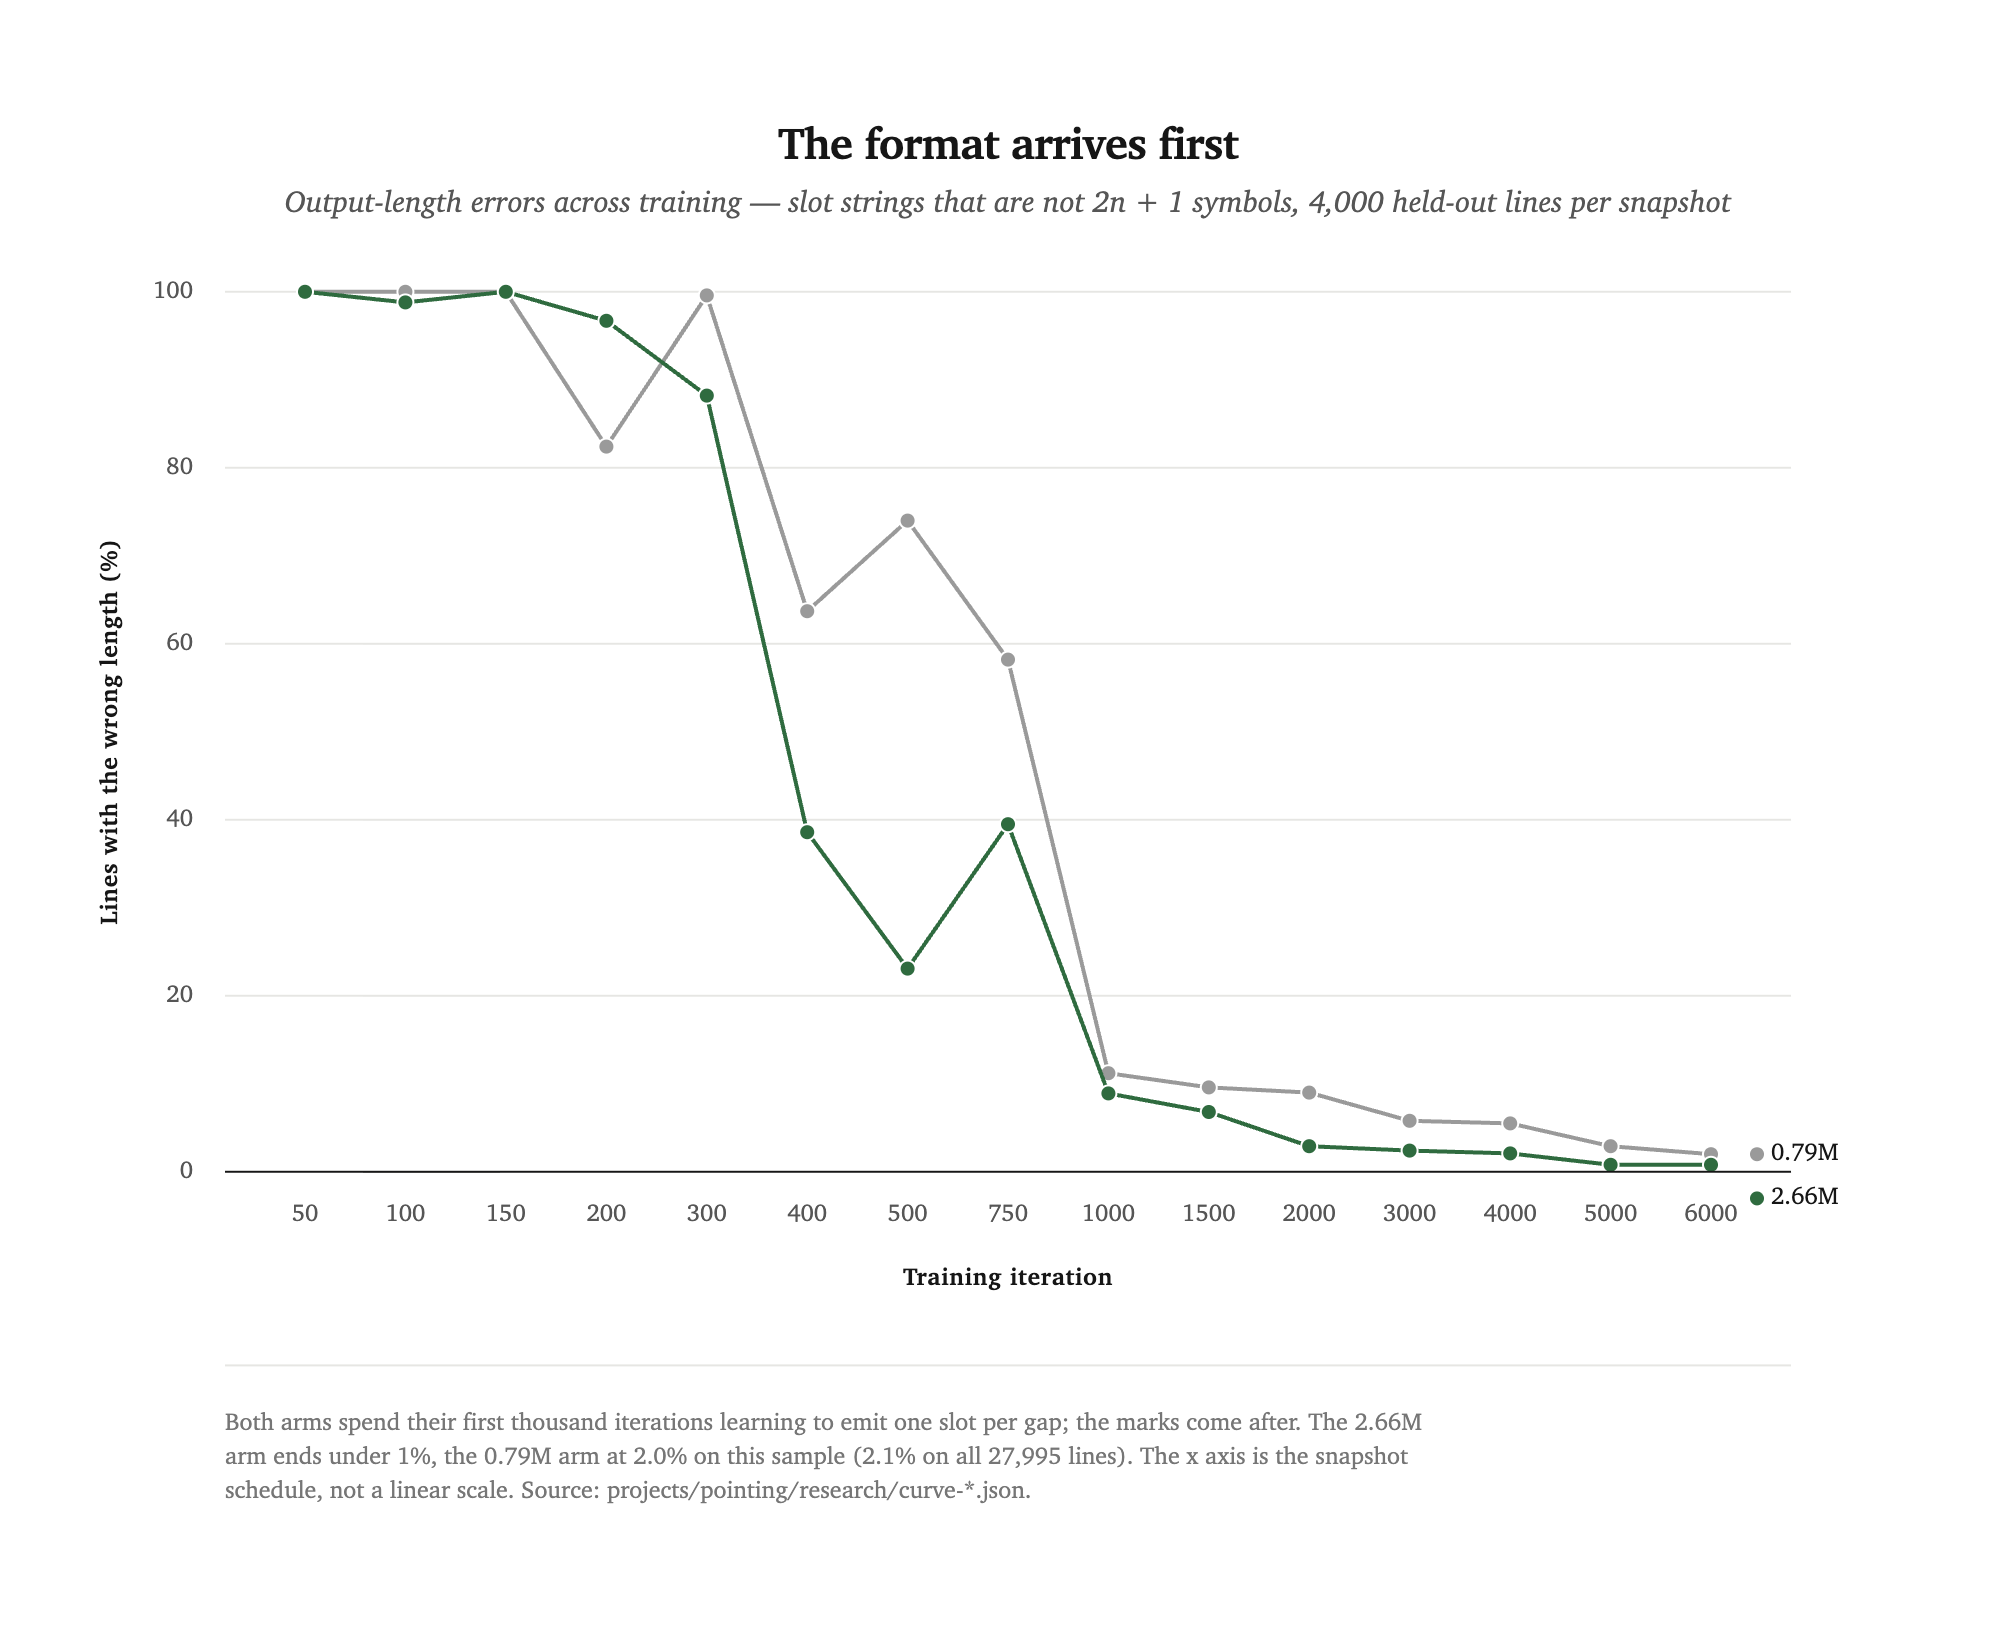 The format arrives first
Output-length errors across training — slot strings that are not 2n + 1 symbols, 4,000 held-out lines per snapshot
Lines with the wrong length (%)
100
80
60
40
20
0
0.79M
2.66M
50 100 150 200 300 400 500 750 1000 1500 2000 3000 4000 5000 6000
Training iteration
Both arms spend their first thousand iterations learning to emit one slot per gap; the marks come after. The 2.66M
arm ends under 1%, the 0.79M arm at 2.0% on this sample (2.1% on all 27,995 lines). The x axis is the snapshot
schedule, not a linear scale. Source: projects/pointing/research/curve-*.json.